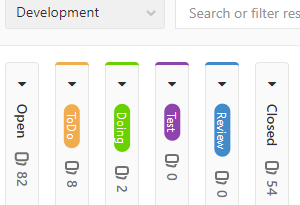 Development
Search or filter res
Open
82
ToDo
8
Doing
2
Test
0
Review
0
Closed
54